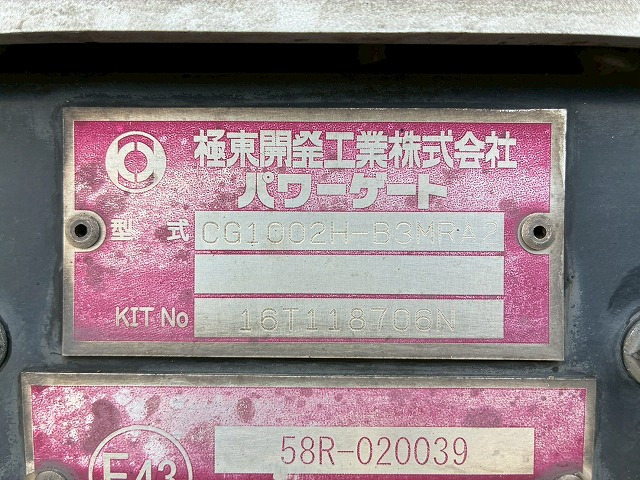 極東開発工業株式会社
パワーゲート
型 式 CG1002H-B3MRA2
KIT No 16T118706N
58R-020039
E43